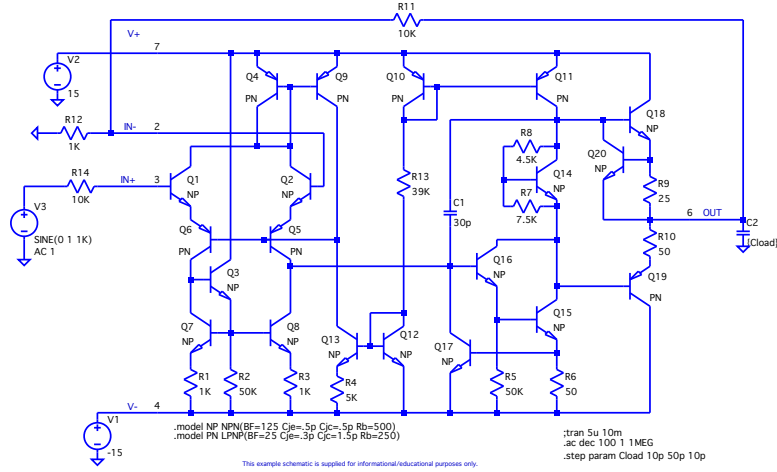 R11
10K
V+
7
V2
15
Q4
PN
Q9
PN
Q10
PN
Q11
PN
Q18
NP
R12
1K
IN-
2
R8
4.5K
Q20
NP
R14
10K
IN+
3
Q1
NP
Q2
NP
R13
39K
Q14
NP
R9
25
C1
30p
R7
7.5K
V3
SINE(0 1 1K)
AC 1
Q6
PN
Q5
PN
6
OUT
C2
{Cload}
R10
50
Q3
NP
Q16
NP
Q19
PN
Q7
NP
Q8
NP
Q13
NP
Q12
NP
Q17
NP
Q15
NP
R1
1K
R2
50K
R3
1K
R4
5K
R5
50K
R6
50
V-
4
V1
-15
.model NP NPN(BF=125 Cje=.5p Cjc=.5p Rb=500)
.model PN LPNP(BF=25 Cje=.3p Cjc=1.5p Rb=250)
;tran 5u 10m
.ac dec 100 1 1MEG
.step param Cload 10p 50p 10p
This example schematic is supplied for informational/educational purposes only.